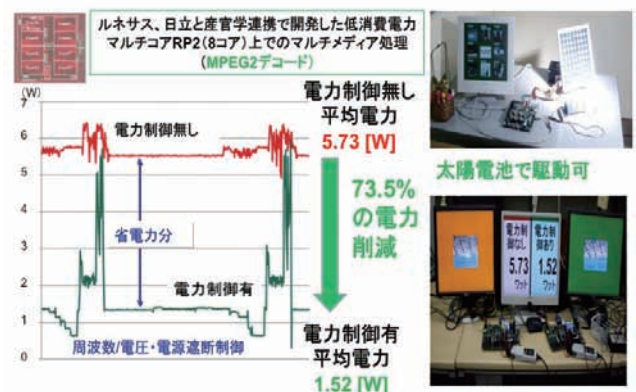 ルネサス、日立と産官学連携で開発した低消費電力
マルチコアRP2(8コア)上でのマルチメディア処理
(MPEG2デコード)
(W)
7
6
5
4
3
2
1
0
電力制御無し
省電力分
電力制御有
周波数/電圧・電源遮断制御
電力制御無し
平均電力
5.73 [W]
73.5%
の電力
削減
電力制御有
平均電力
1.52 [W]
太陽電池で駆動可
電力制
御なし
5.73
ワット
電力制
御あり
1.52
ワット